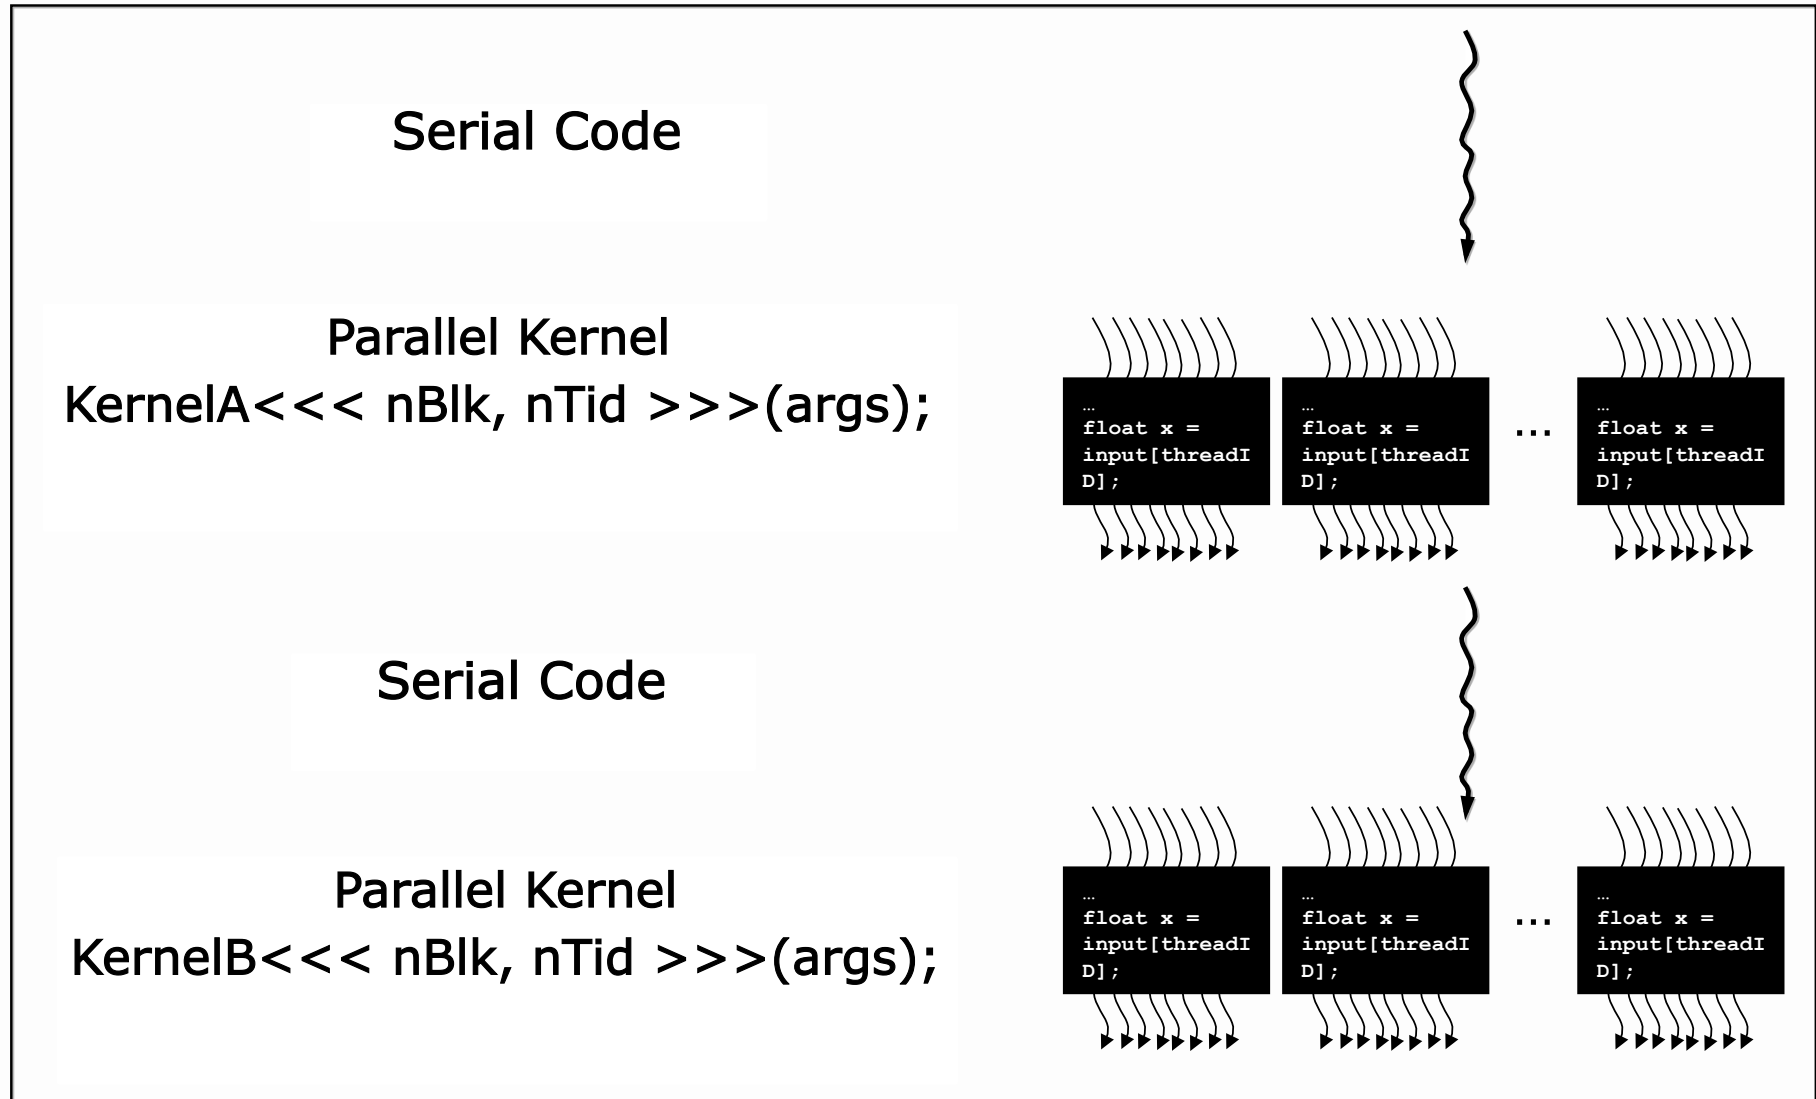 Serial Code
Parallel Kernel
KernelA<<< nBlk, nTid >>>(args);
…
float x =
input[threadI
D];
…
float x =
input[threadI
D];
...
…
float x =
input[threadI
D];
Serial Code
Parallel Kernel
KernelB<<< nBlk, nTid >>>(args);
…
float x =
input[threadI
D];
…
float x =
input[threadI
D];
...
…
float x =
input[threadI
D];